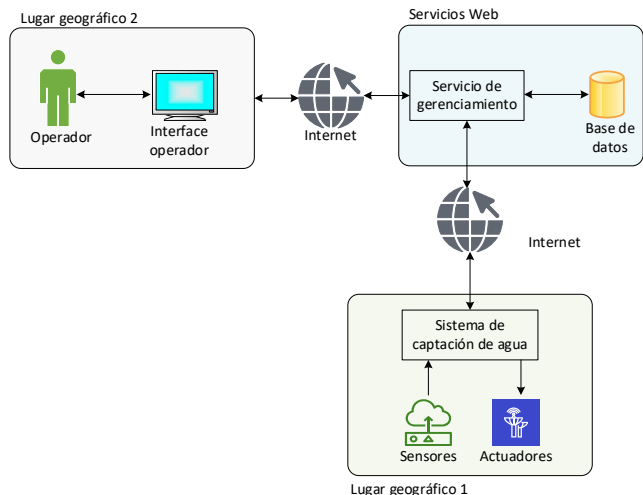 Lugar geográfico 2
Operador
Interface
operador
Internet
Servicios Web
Servicio de
gerenciamiento
Base de
datos
Internet
Sistema de
captación de agua
Sensores
Actuadores
Lugar geográfico 1